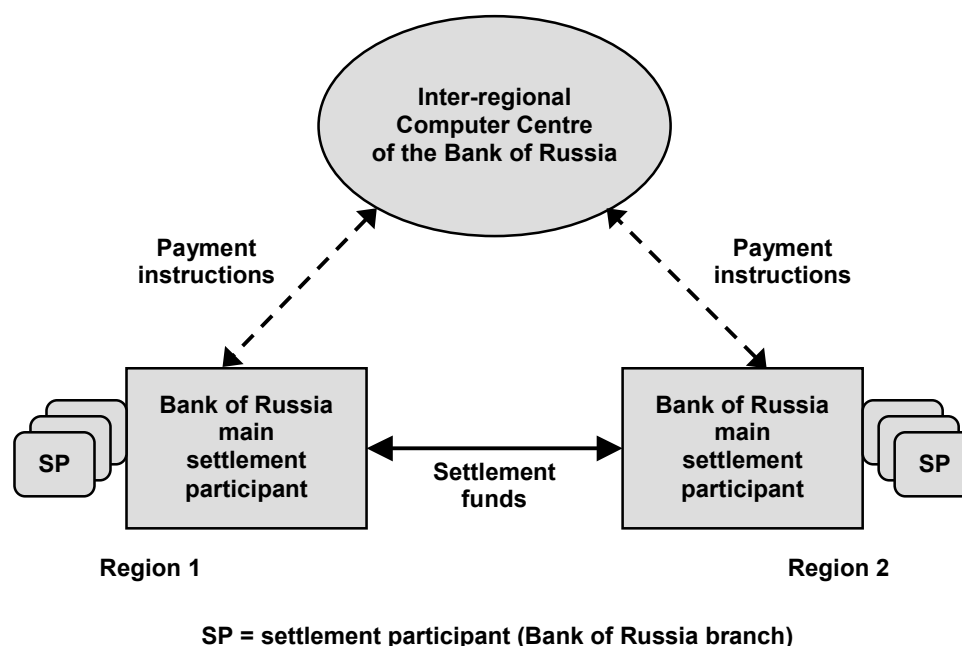 Inter-regional
Computer Centre
of the Bank of Russia
Payment
instructions
Payment
instructions
Bank of Russia
main
settlement
participant
SP
Settlement
funds
Bank of Russia
main
settlement
participant
SP
Region 1
Region 2
SP = settlement participant (Bank of Russia branch)